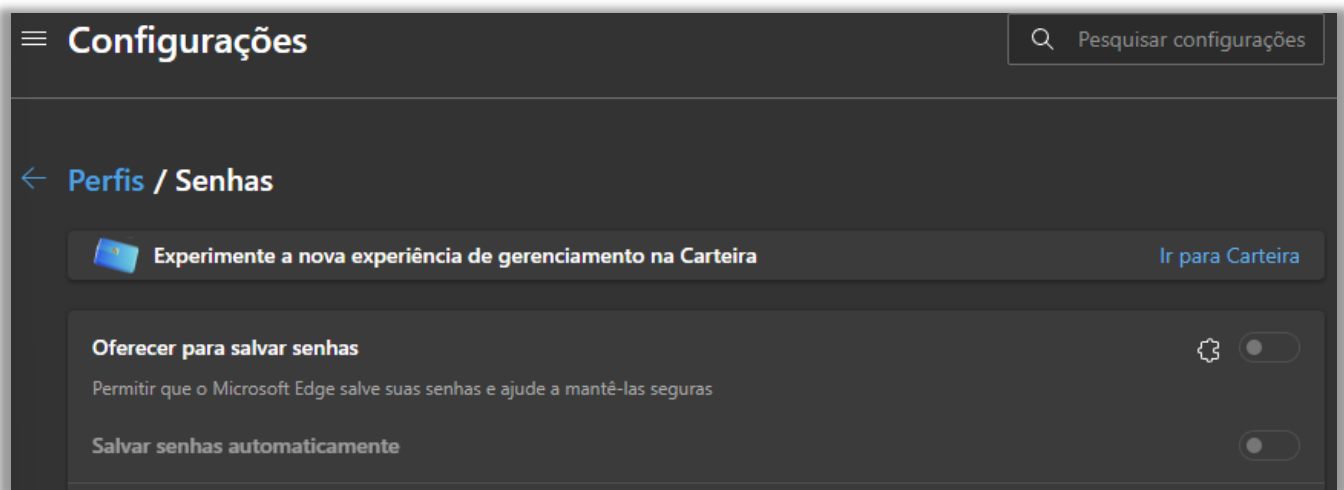 Configurações
Pesquisar configurações
Perfis / Senhas
Experimente a nova experiência de gerenciamento na Carteira
Ir para Carteira
Oferecer para salvar senhas
Permitir que o Microsoft Edge salve suas senhas e ajude a mantê-las seguras
Salvar senhas automaticamente